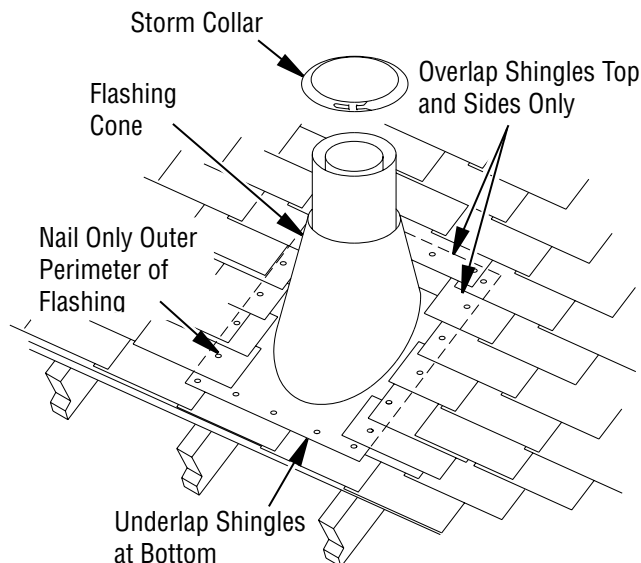 Storm Collar
Flashing
Cone
Overlap Shingles Top
and Sides Only
Nail Only Outer
Perimeter of
Flashing
Underlap Shingles
at Bottom